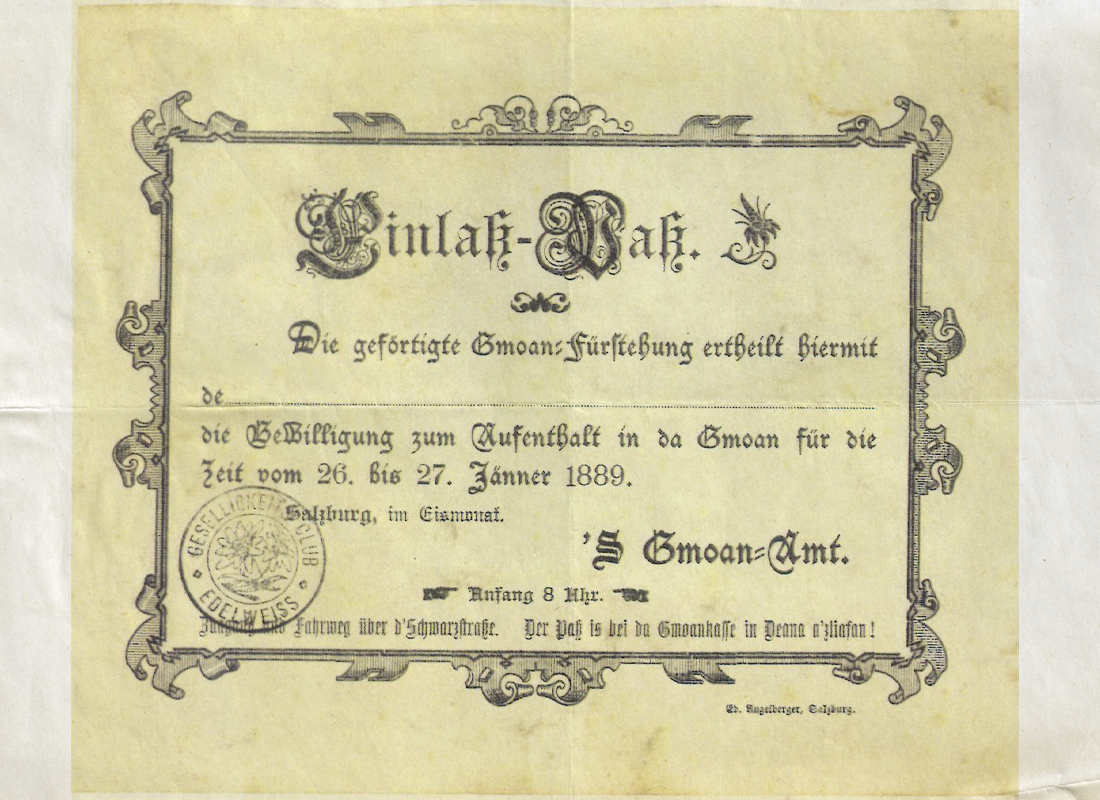 Einlaß-Paß.
Die geförtigte Gmoan-Fürstehung ertheilt hiermit
de
die Bewilligung zum Aufenthalt in da Gmoan für die
Zeit vom 26. bis 27. Jänner 1889.
Salzburg, im Eismonat.
'S Gmoan-Amt.
GESELLIGKEITS CLUB
EDELWEISS
Anfang 8 Uhr.
Fahrweg über d'Schwarzstraße. Der Paß is bei da Gmoankasse in Deana a'zliafan!
Ed. Angelberger, Salzburg.